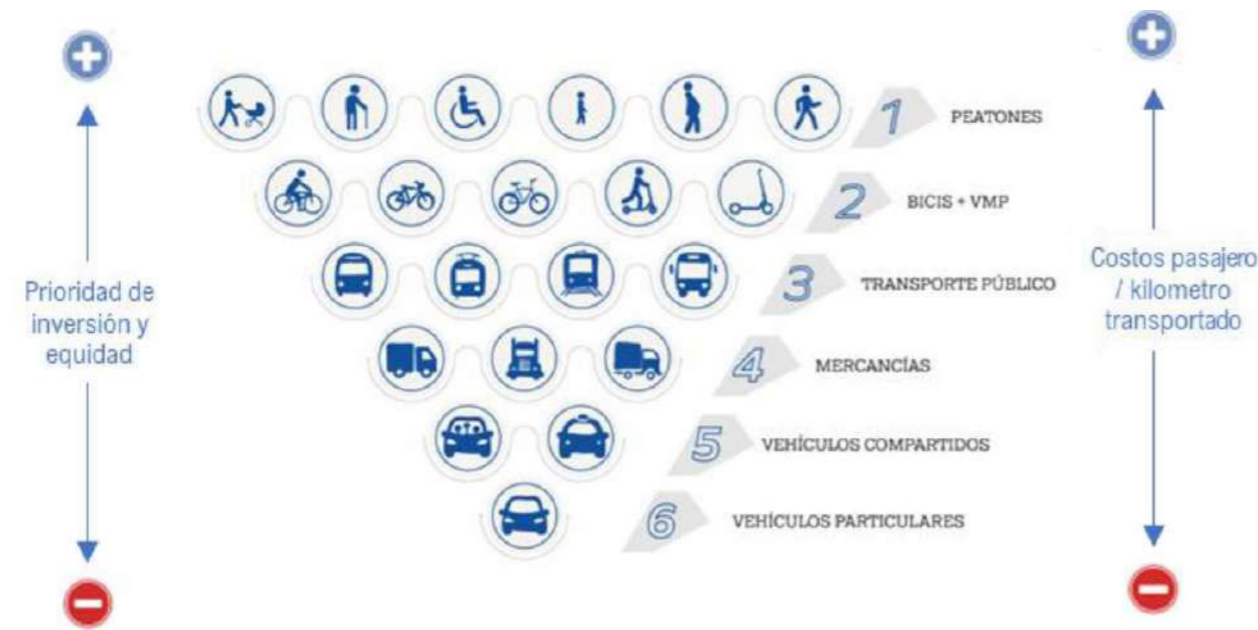 1 PEATONES
2 BICIS + VMP
3 TRANSPORTE PÚBLICO
4 MERCANCÍAS
5 VEHÍCULOS COMPARTIDOS
6 VEHÍCULOS PARTICULARES
Prioridad de
inversión y
equidad
Costos pasajero
/ kilometro
transportado